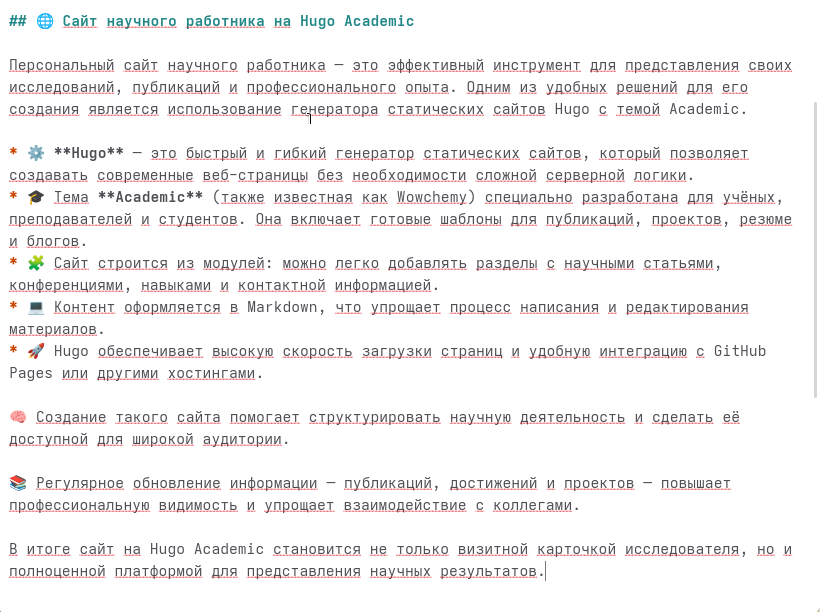 ## 🌐 Сайт научного работника на Hugo Academic
Персональный сайт научного работника — это эффективный инструмент для представления своих
исследований, публикаций и профессионального опыта. Одним из удобных решений для его
создания является использование генератора статических сайтов Hugo с темой Academic.
* ⚙️ **Hugo** — это быстрый и гибкий генератор статических сайтов, который позволяет
создавать современные веб-страницы без необходимости сложной серверной логики.
* 🎓 Тема **Academic** (также известная как Wowchemy) специально разработана для учёных,
преподавателей и студентов. Она включает готовые шаблоны для публикаций, проектов, резюме
и блогов.
* 🧩 Сайт строится из модулей: можно легко добавлять разделы с научными статьями,
конференциями, навыками и контактной информацией.
* 💻 Контент оформляется в Markdown, что упрощает процесс написания и редактирования
материалов.
* 🚀 Hugo обеспечивает высокую скорость загрузки страниц и удобную интеграцию с GitHub
Pages или другими хостингами.
🧠 Создание такого сайта помогает структурировать научную деятельность и сделать её
доступной для широкой аудитории.
📚 Регулярное обновление информации — публикаций, достижений и проектов — повышает
профессиональную видимость и упрощает взаимодействие с коллегами.
В итоге сайт на Hugo Academic становится не только визитной карточкой исследователя, но и
полноценной платформой для представления научных результатов.